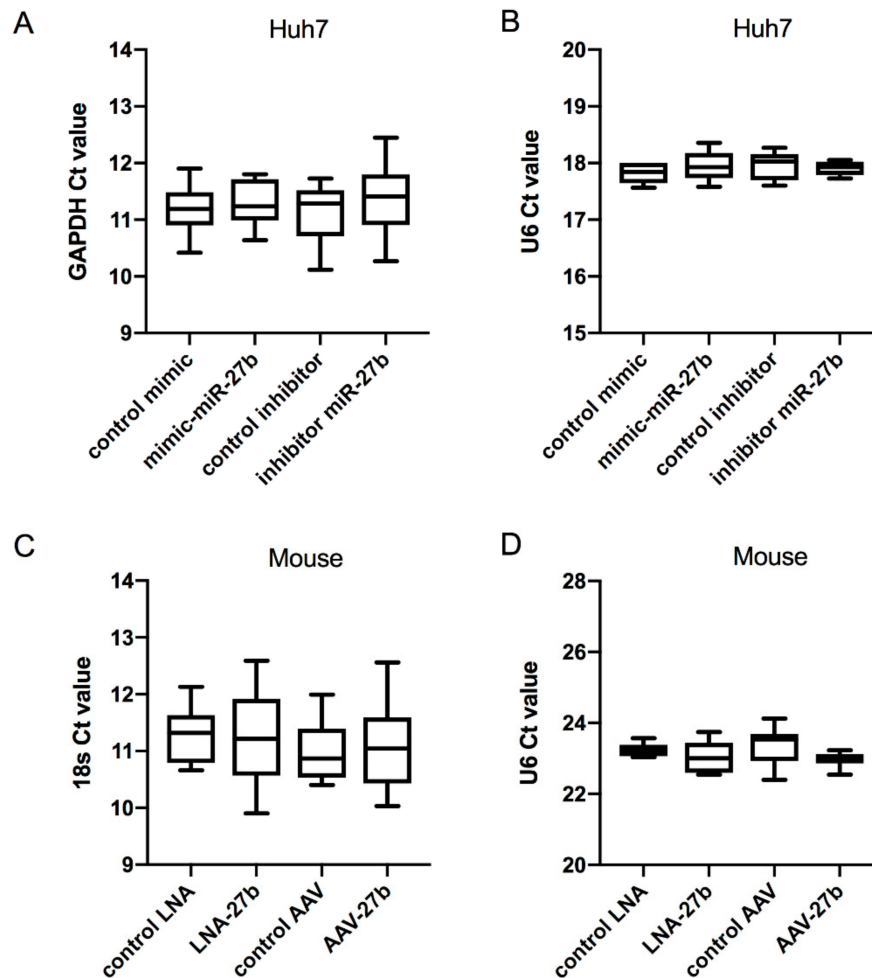 A
Huh7
GAPDH Ct value
14
13
12
11
10
9
control mimic
mimic-miR-27b
control inhibitor
inhibitor miR-27b
B
Huh7
U6 Ct value
20
19
18
17
16
15
control mimic
mimic-miR-27b
control inhibitor
inhibitor miR-27b
C
Mouse
18s Ct value
14
13
12
11
10
9
control LNA
LNA-27b
control AAV
AAV-27b
D
Mouse
U6 Ct value
28
26
24
22
20
control LNA
LNA-27b
control AAV
AAV-27b